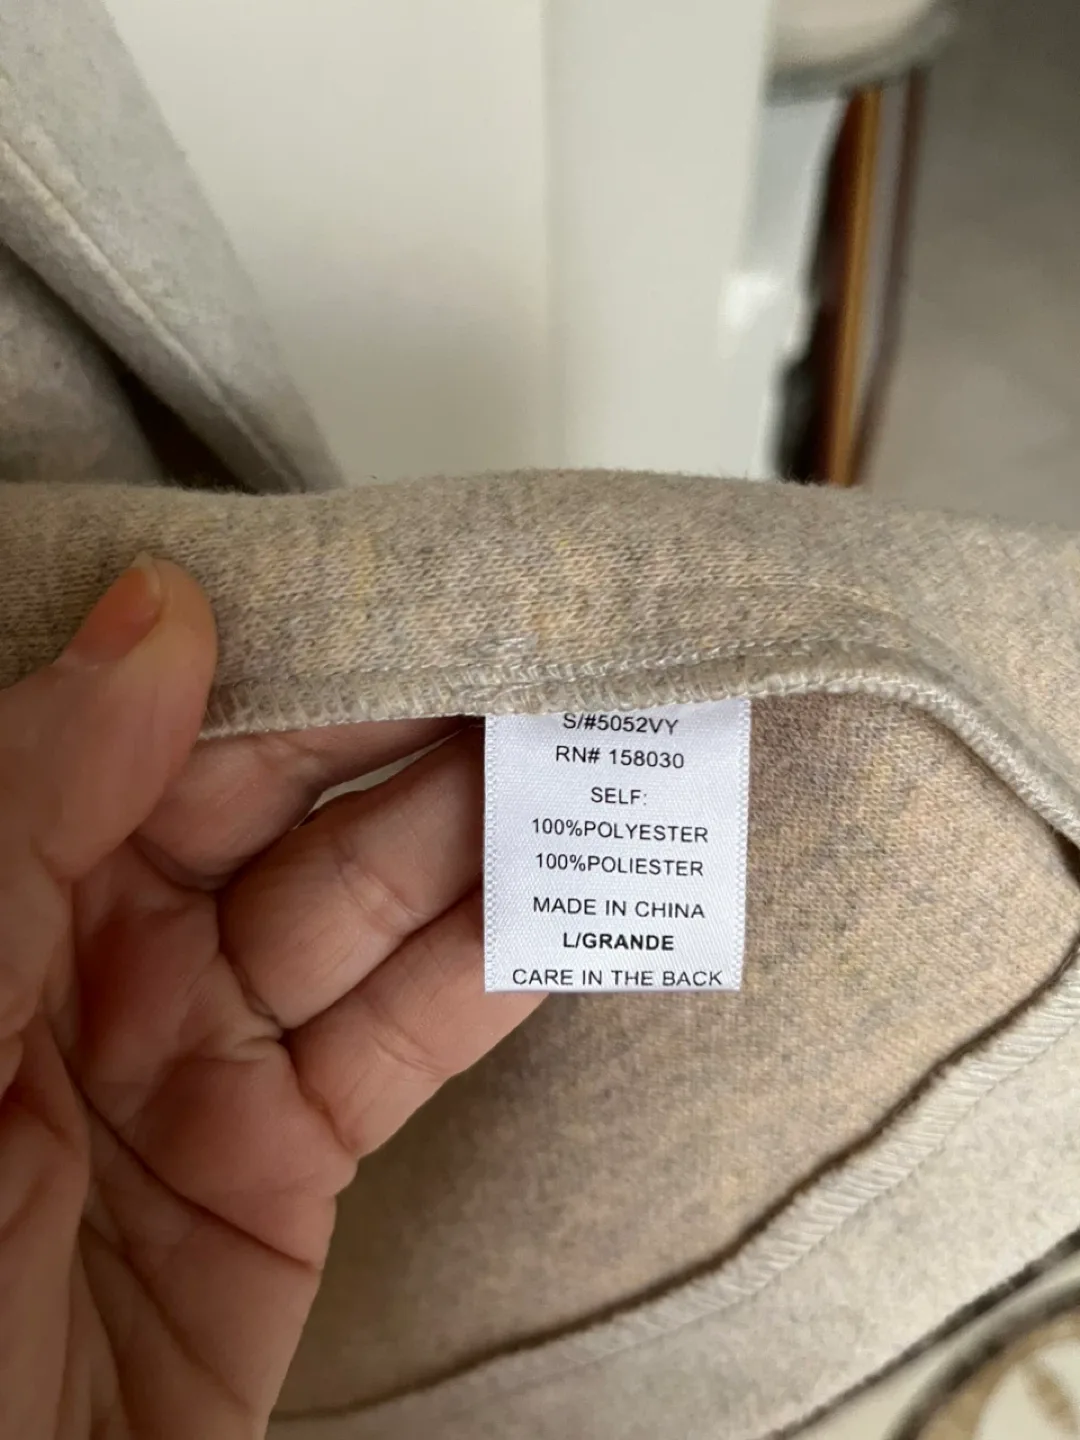 S/#5052VY
RN# 158030
SELF:
100%POLYESTER
100%POLIESTER
MADE IN CHINA
L/GRANDE
CARE IN THE BACK